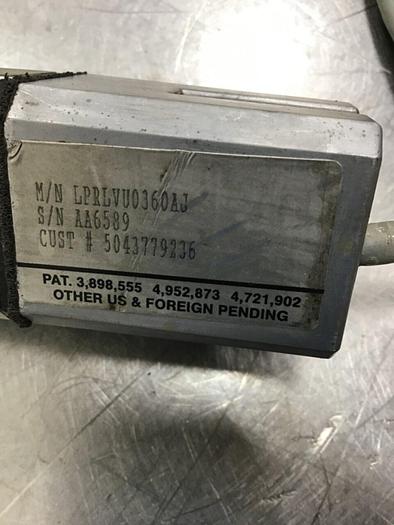 M/N LPRLVU0360AJ
S/N AA6589
CUST # 5043779236
PAT. 3,898,555 4,952,873 4,721,902
OTHER US & FOREIGN PENDING